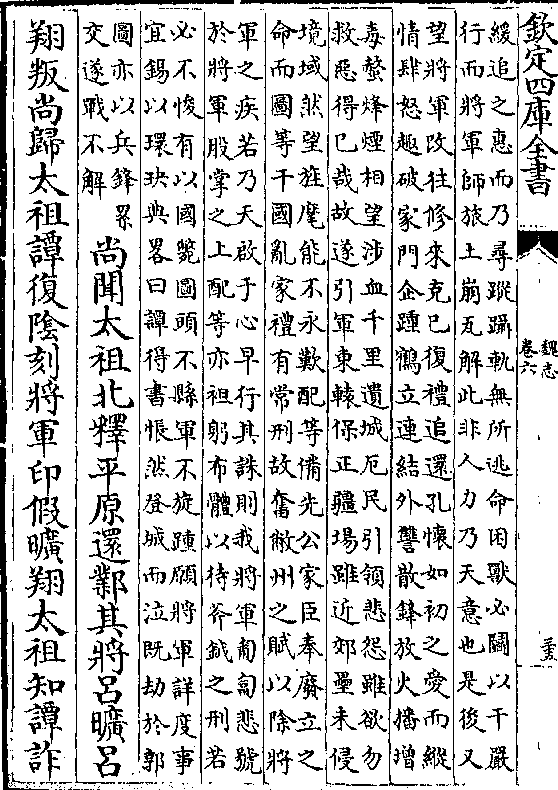 欽定四庫全書
魏志
卷六
緩追之惠而乃尋蹤躡軌無所逃命困獸必鬬以干嚴
行而將軍師旅土崩瓦解此非人力乃天意也是後又
望將軍改往修來克已復禮追還孔懷如初之愛而縱
情肆怒趣破家門企踵鶴立連結外讐散鋒放火播增
毒螫烽煙相望涉血千里遺城厄民引領悲怨雖欲勿
救惡得已哉故遂引軍東轅保正疆場雖近郊壘未侵
境域然望旌麾能不永歎配等備先公家臣奉廢立之
命而圖等干國亂家禮有常刑故奮敝州之賦以除將
軍之疾若乃天啟于心早行其誅則我將軍匍匐悲號
於將軍股掌之上配等亦袒躬布體以待斧鉞之刑若
必不悛有以國斃圖頭不縣軍不旋踵願將軍詳度事
宜錫以環玦典畧曰譚得書悵然登城而泣既劫於郭
圖亦以兵鋒累
交遂戰不解
尚聞太祖北釋平原還鄴其將呂曠呂
翔叛尚歸太祖譚復陰刻將軍印假曠翔太祖知譚詐